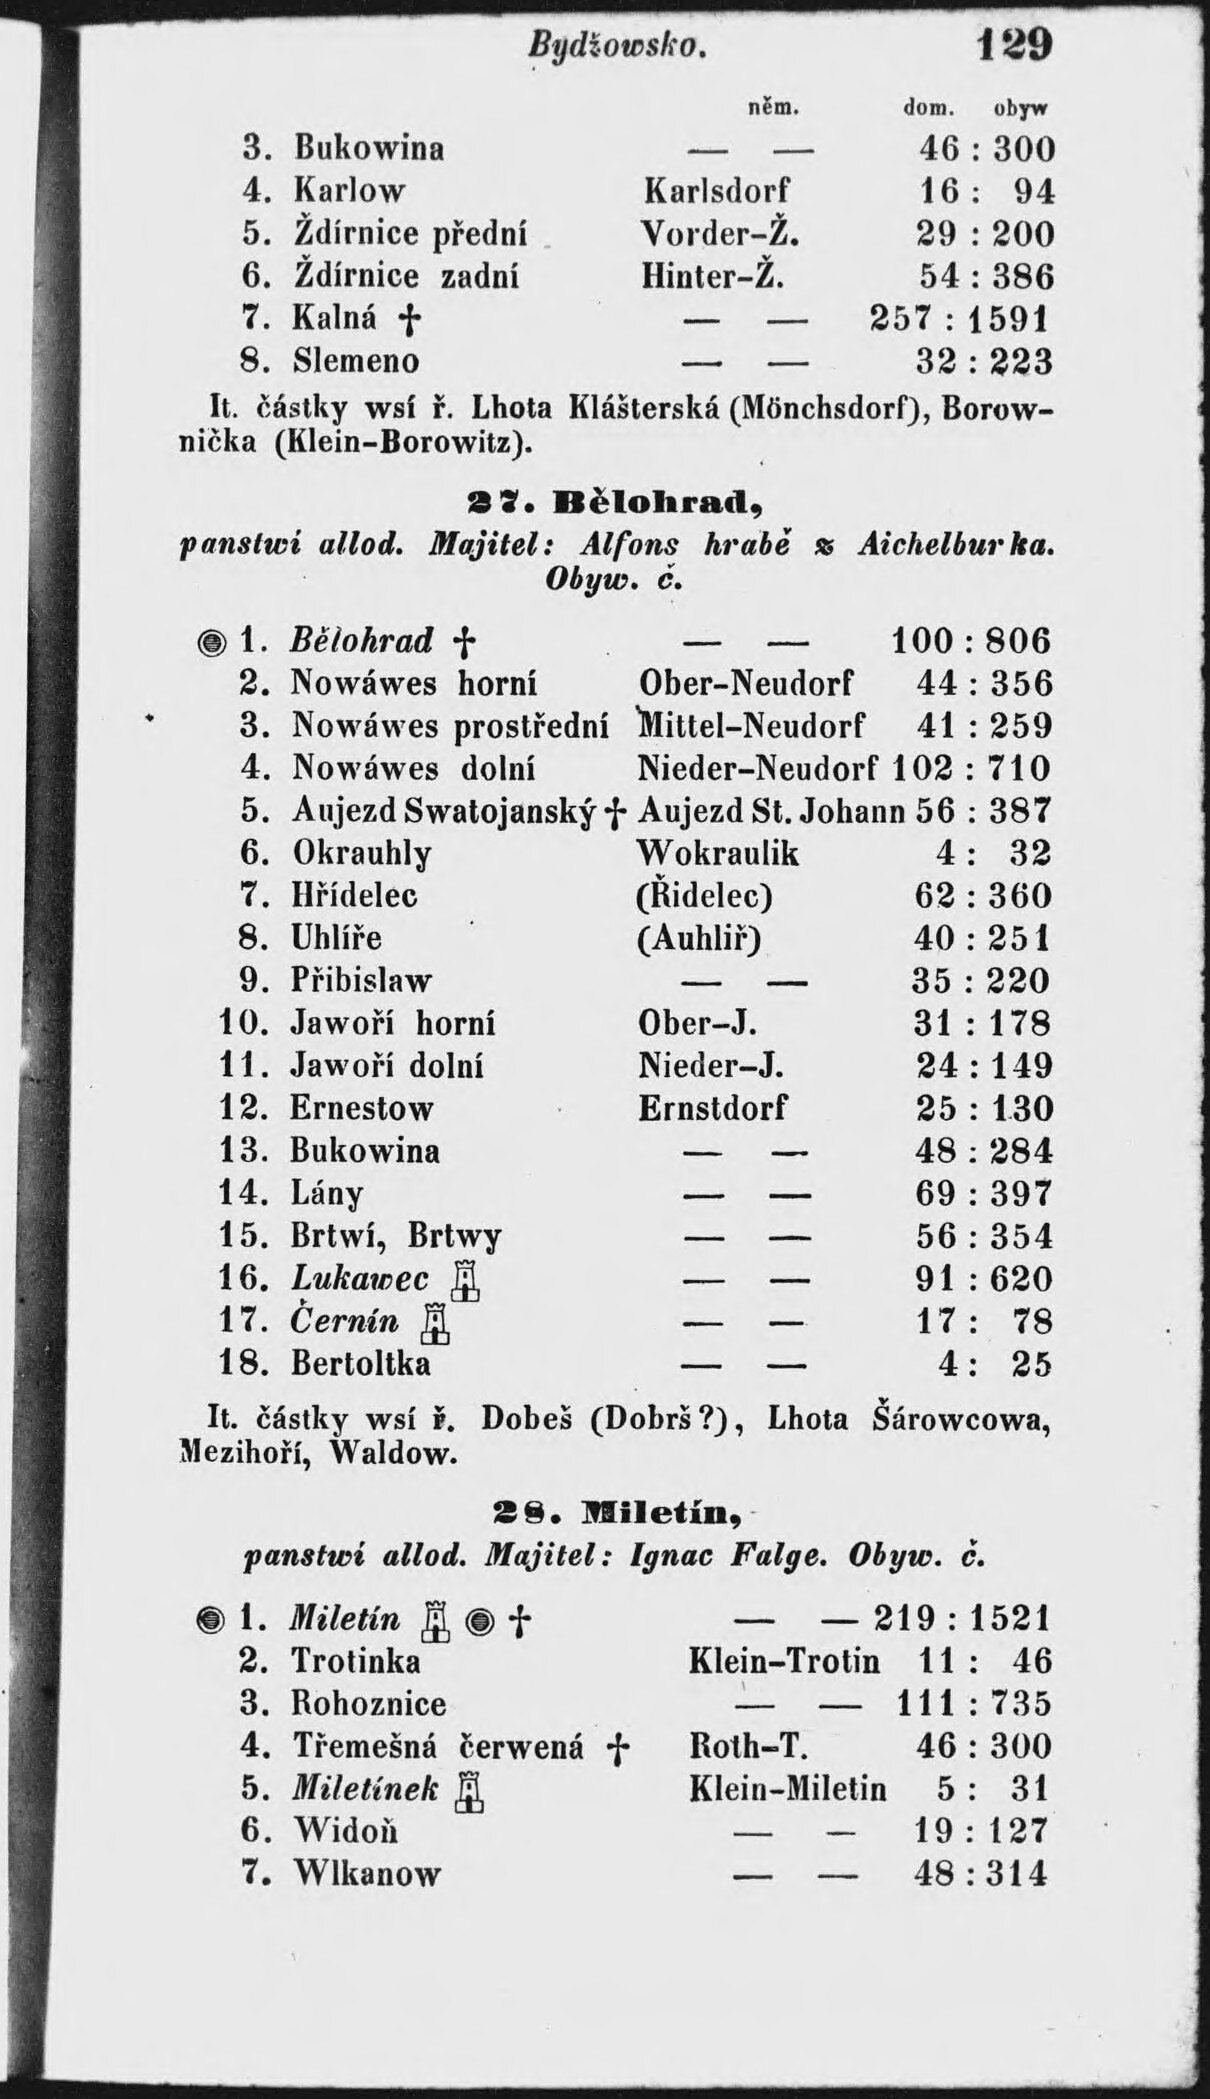 Bydžowsko. 129
něm. dom. obyw
3. Bukowina — — 46 : 300
4. Karlow Karlsdorf 16 : 94
5. Ždírnice přední Vorder-Ž. 29 : 200
6. Ždírnice zadní Hinter-Ž. 54 : 386
7. Kalná † — — 257 : 1591
8. Slemeno — — 32 : 223
It. částky wsí ř. Lhota Klášterská (Mönchsdorf), Borow-
nička (Klein-Borowitz).
27. Bělohrad,
panstwí allod. Majitel: Alfons hrabě z Aichelburka.
Obyw. č.
1. Bělohrad † — — 100 : 806
2. Nowáwes horní Ober-Neudorf 44 : 356
3. Nowáwes prostřední Mittel-Neudorf 41 : 259
4. Nowáwes dolní Nieder-Neudorf 102 : 710
5. Aujezd Swatojanský † Aujezd St. Johann 56 : 387
6. Okrauhly Wokraulik 4 : 32
7. Hřídelec (Řidelec) 62 : 360
8. Uhlíře (Auhliř) 40 : 251
9. Přibislaw — — 35 : 220
10. Jawoří horní Ober-J. 31 : 178
11. Jawoří dolní Nieder-J. 24 : 149
12. Ernestow Ernstdorf 25 : 130
13. Bukowina — — 48 : 284
14. Lány — — 69 : 397
15. Brtwí, Brtwy — — 56 : 354
16. Lukawec — — 91 : 620
17. Černín — — 17 : 78
18. Bertoltka — — 4 : 25
It. částky wsí ř. Dobeš (Dobrš?), Lhota Šárowcowa,
Mezihoří, Waldow.
28. Miletín,
panstwí allod. Majitel: Ignac Falge. Obyw. č.
1. Miletín † — — 219 : 1521
2. Trotinka Klein-Trotin 11 : 46
3. Rohoznice — — 111 : 735
4. Třemešná čerwená † Roth-T. 46 : 300
5. Miletínek Klein-Miletin 5 : 31
6. Widoň — — 19 : 127
7. Wlkanow — — 48 : 314